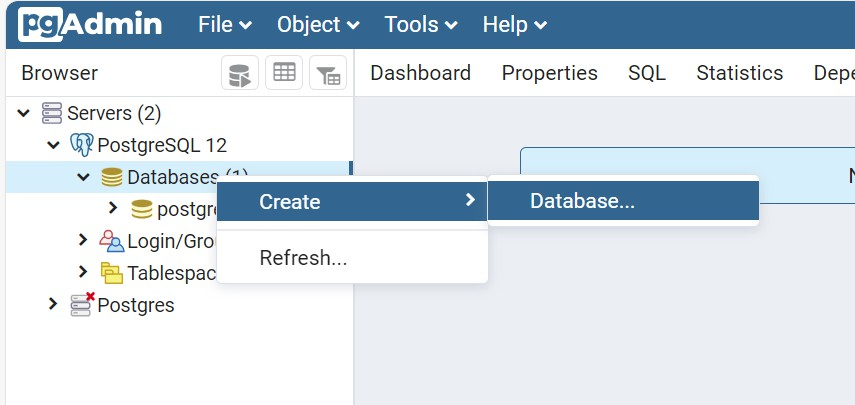 pgAdmin File Object Tools Help
Browser Dashboard Properties SQL Statistics
Servers (2)
PostgreSQL 12
Databases (1)
Create Database...
Refresh...
Postgres